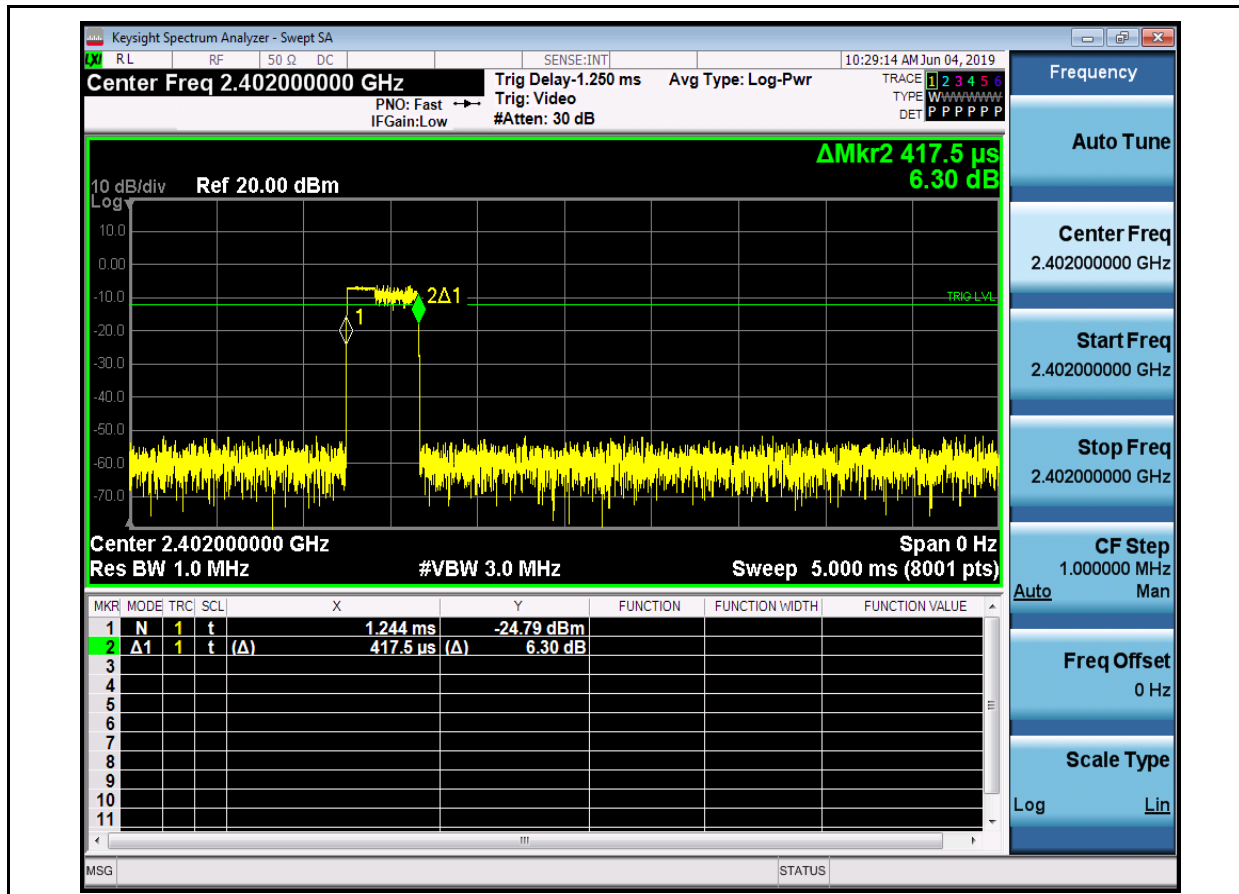 Keysight Spectrum Analyzer - Swept SA
LXI RL RF 50 Ω DC SENSE:INT 10:29:14 AM Jun 04, 2019
Center Freq 2.402000000 GHz
PNO: Fast
IFGain:Low
Trig Delay-1.250 ms
Trig: Video
#Atten: 30 dB
Avg Type: Log-Pwr
TRACE 1 2 3 4 5 6
TYPE WWWWWW
DET P P P P P P
ΔMkr2 417.5 µs
6.30 dB
10 dB/div Ref 20.00 dBm
Log
10.0
0.00
-10.0
-20.0
-30.0
-40.0
-50.0
-60.0
-70.0
1
2Δ1
TRIG LVL
Center 2.402000000 GHz Span 0 Hz
Res BW 1.0 MHz #VBW 3.0 MHz Sweep 5.000 ms (8001 pts)
MKR MODE TRC SCL X Y FUNCTION FUNCTION WIDTH FUNCTION VALUE
1 N 1 t 1.244 ms -24.79 dBm
2 Δ1 1 t (Δ) 417.5 µs (Δ) 6.30 dB
3
4
5
6
7
8
9
10
11
MSG STATUS
Frequency
Auto Tune
Center Freq
2.402000000 GHz
Start Freq
2.402000000 GHz
Stop Freq
2.402000000 GHz
CF Step
1.000000 MHz
Auto Man
Freq Offset
0 Hz
Scale Type
Log Lin